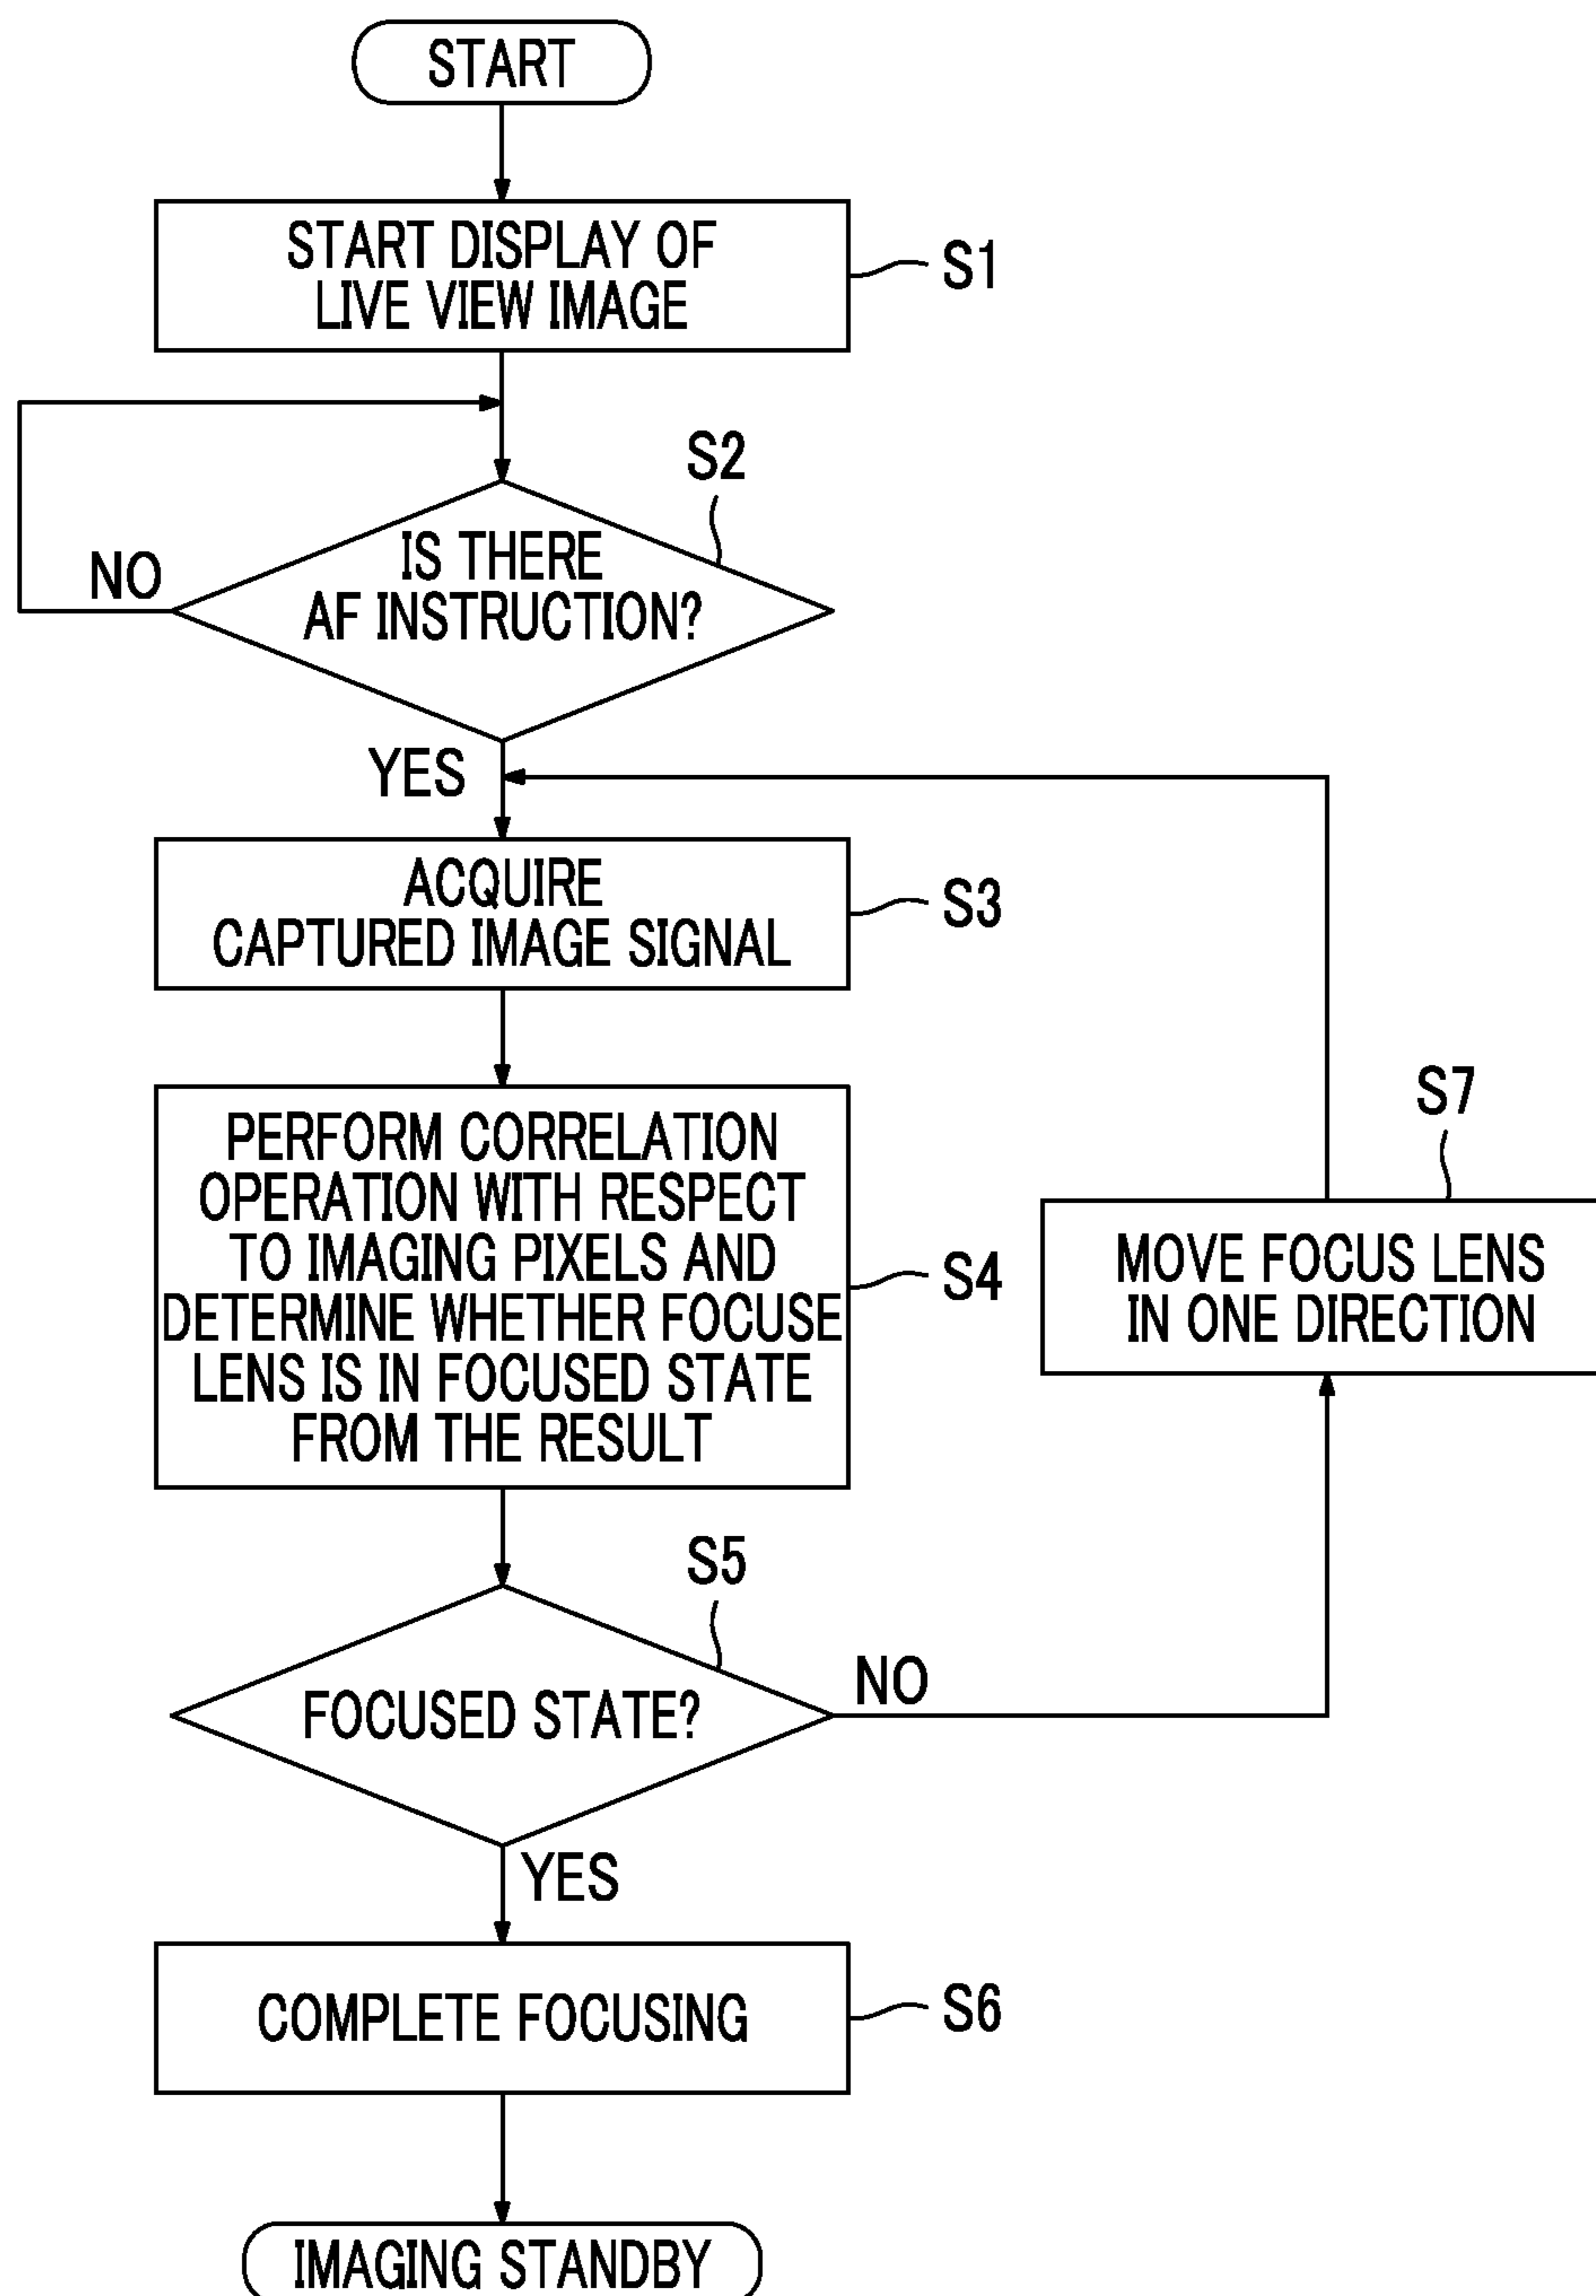 START
START DISPLAY OF
LIVE VIEW IMAGE
S1
S2
IS THERE
AF INSTRUCTION?
NO
YES
ACQUIRE
CAPTURED IMAGE SIGNAL
S3
PERFORM CORRELATION
OPERATION WITH RESPECT
TO IMAGING PIXELS AND
DETERMINE WHETHER FOCUSE
LENS IS IN FOCUSED STATE
FROM THE RESULT
S4
S7
MOVE FOCUS LENS
IN ONE DIRECTION
S5
FOCUSED STATE?
NO
YES
COMPLETE FOCUSING
S6
IMAGING STANDBY